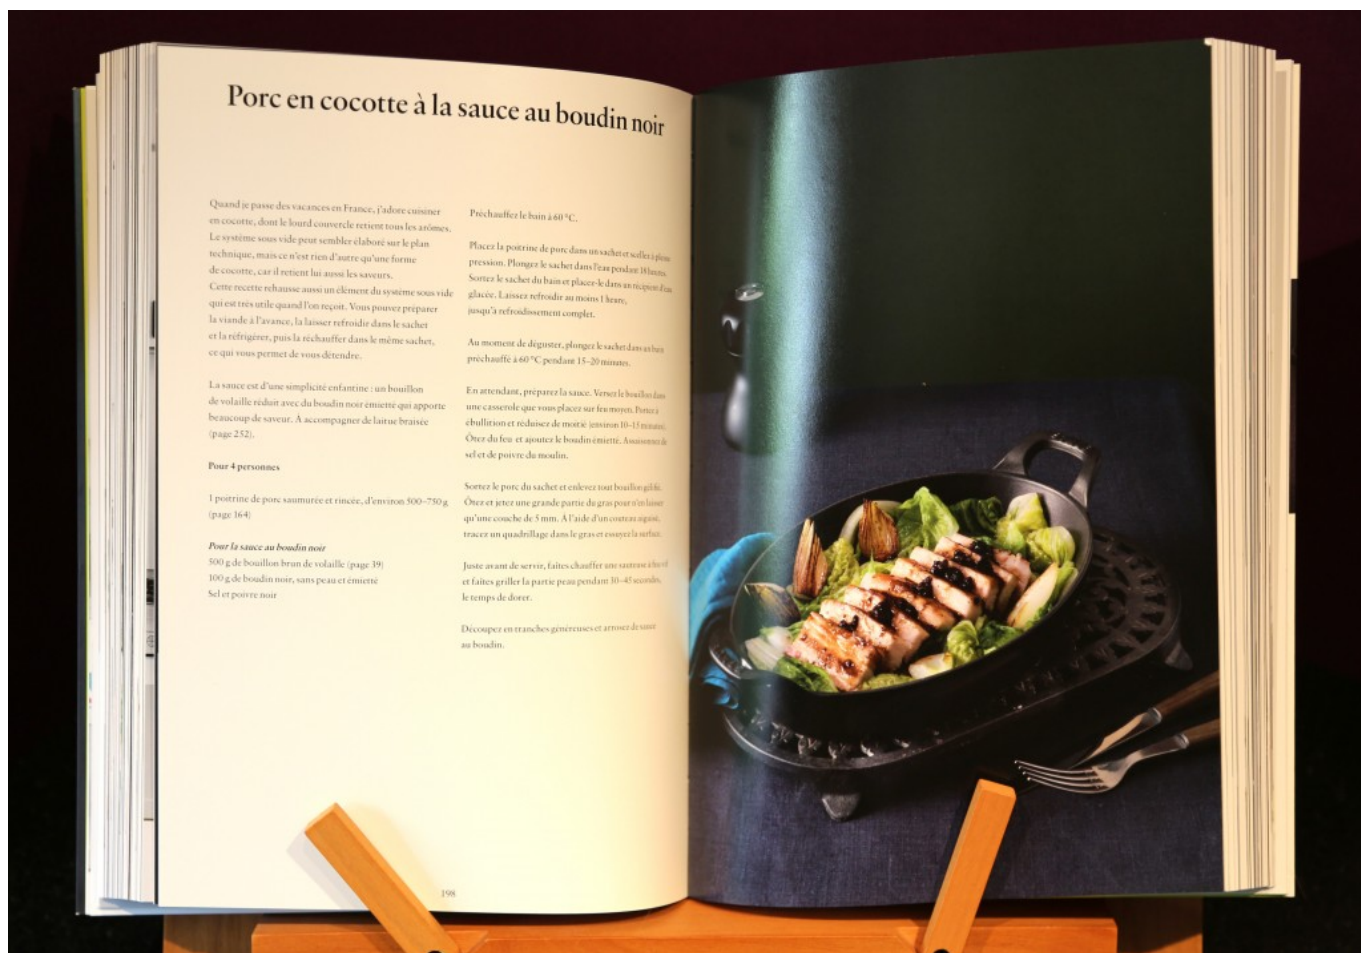 Porc en cocotte à la sauce au boudin noir
Quand je passe des vacances en France, j'adore cuisiner
en cocotte, dont le lourd couvercle retient tous les arômes.
Le système sous vide peut sembler élaboré sur le plan
technique, mais ce n'est rien d'autre qu'une forme
de cocotte, car il retient lui aussi les saveurs.
Cette recette rehausse aussi un élément du système sous vide
qui est très utile quand l'on reçoit. Vous pouvez préparer
la viande à l'avance, la laisser refroidir dans le sachet
et la réfrigérer, puis la réchauffer dans le même sachet,
ce qui vous permet de vous détendre.
La sauce est d'une simplicité enfantine : un bouillon
de volaille réduit avec du boudin noir émietté qui apporte
beaucoup de saveur. À accompagner de laitue braisée
(page 252).
Pour 4 personnes
1 poitrine de porc saumurée et rincée, d'environ 500–750 g
(page 164)
Pour la sauce au boudin noir
500 g de bouillon brun de volaille (page 39)
100 g de boudin noir, sans peau et émietté
Sel et poivre noir
Préchauffez le bain à 60 °C.
Placez la poitrine de porc dans un sachet et scellez à pleine
pression. Plongez le sachet dans l'eau pendant 18 heures.
Sortez le sachet du bain et placez-le dans un récipient d'eau
glacée. Laissez refroidir au moins 1 heure,
jusqu'à refroidissement complet.
Au moment de déguster, plongez le sachet dans un bain
préchauffé à 60 °C pendant 15–20 minutes.
En attendant, préparez la sauce. Versez le bouillon dans
une casserole que vous placez sur feu moyen. Portez à
ébullition et réduisez de moitié (environ 10–15 minutes).
Ôtez du feu et ajoutez le boudin émietté. Assaisonnez de
sel et de poivre du moulin.
Sortez le porc du sachet et enlevez tout bouillon gélifié.
Ôtez et jetez une grande partie du gras pour n'en laisser
qu'une couche de 5 mm. À l'aide d'un couteau aiguisé,
tracez un quadrillage dans le gras et essuyez la surface.
Juste avant de servir, faites chauffer une sauteuse à feu vif
et faites griller la partie peau pendant 30–45 secondes,
le temps de dorer.
Découpez en tranches généreuses et arrosez de sauce
au boudin.
198